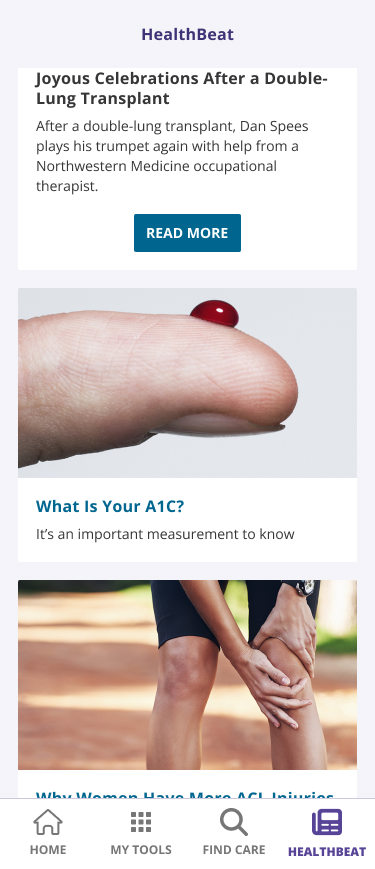 HealthBeat
Joyous Celebrations After a Double-
Lung Transplant
After a double-lung transplant, Dan Spees
plays his trumpet again with help from a
Northwestern Medicine occupational
therapist.
READ MORE
What Is Your A1C?
It’s an important measurement to know
Why Women Have More ACL Injuries
HOME
MY TOOLS
FIND CARE
HEALTHBEAT